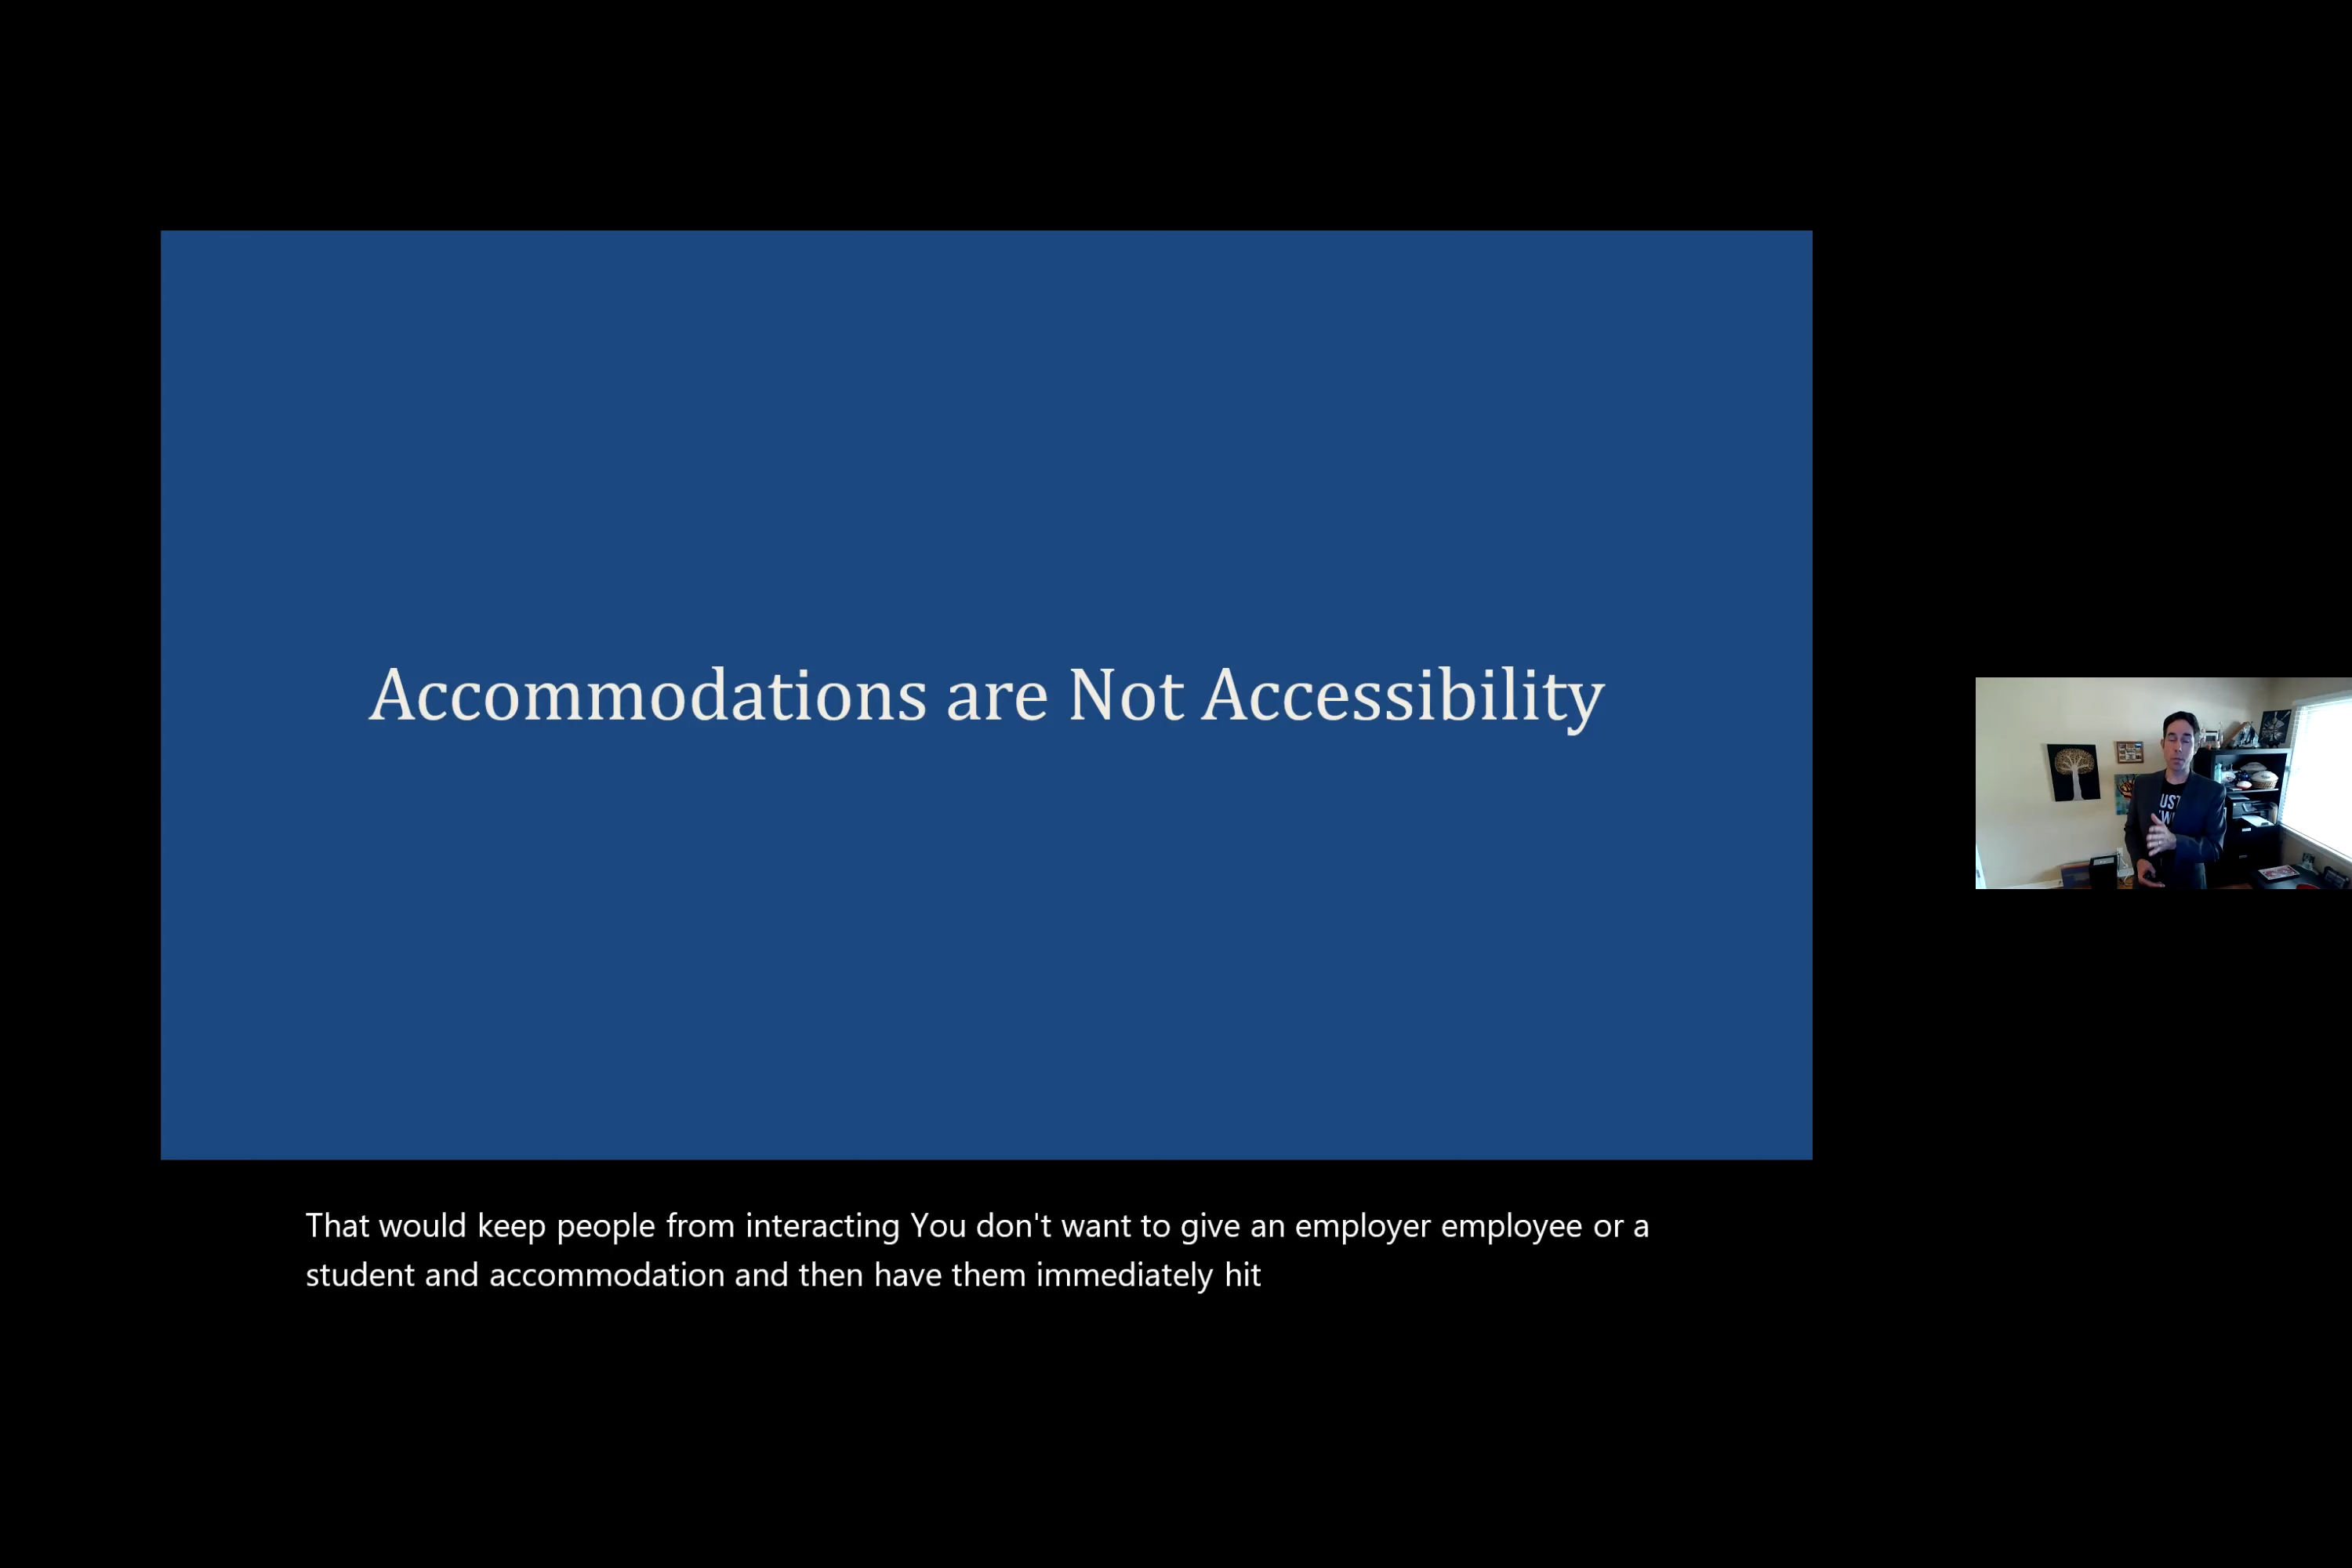 Accommodations are Not Accessibility
That would keep people from interacting You don't want to give an employer employee or a
student and accommodation and then have them immediately hit